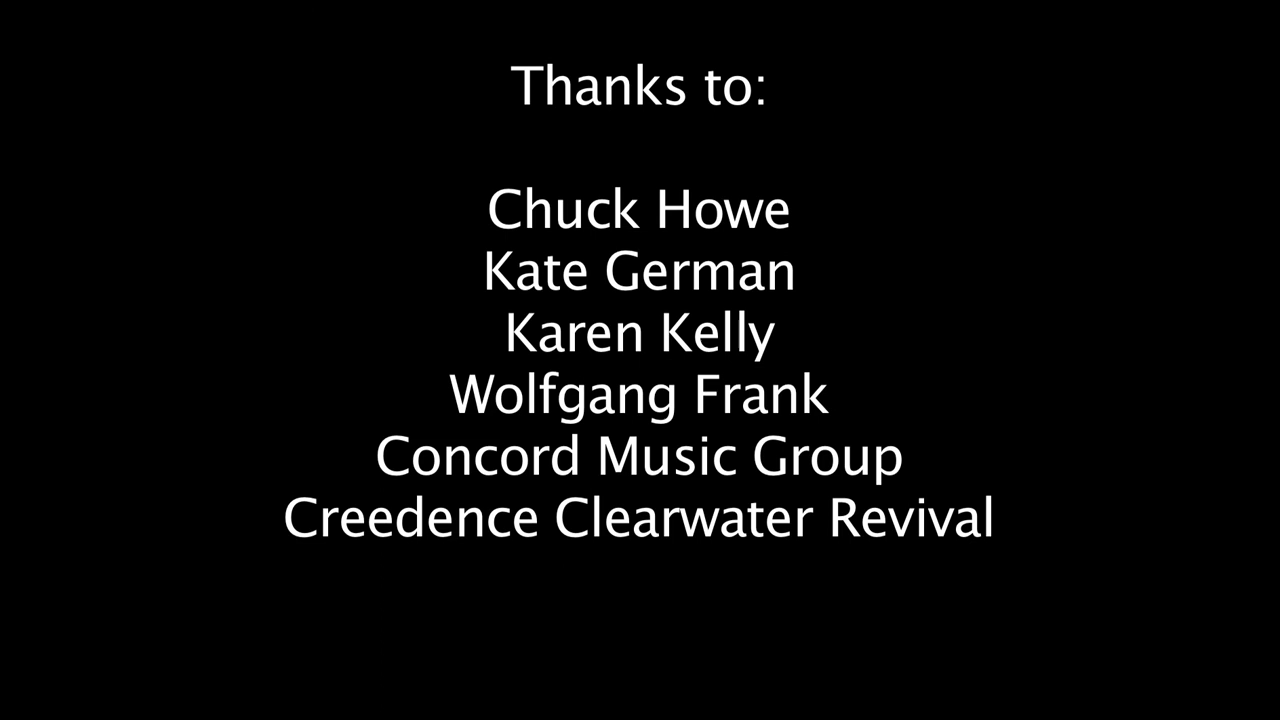 Thanks to:
Chuck Howe
Kate German
Karen Kelly
Wolfgang Frank
Concord Music Group
Creedence Clearwater Revival